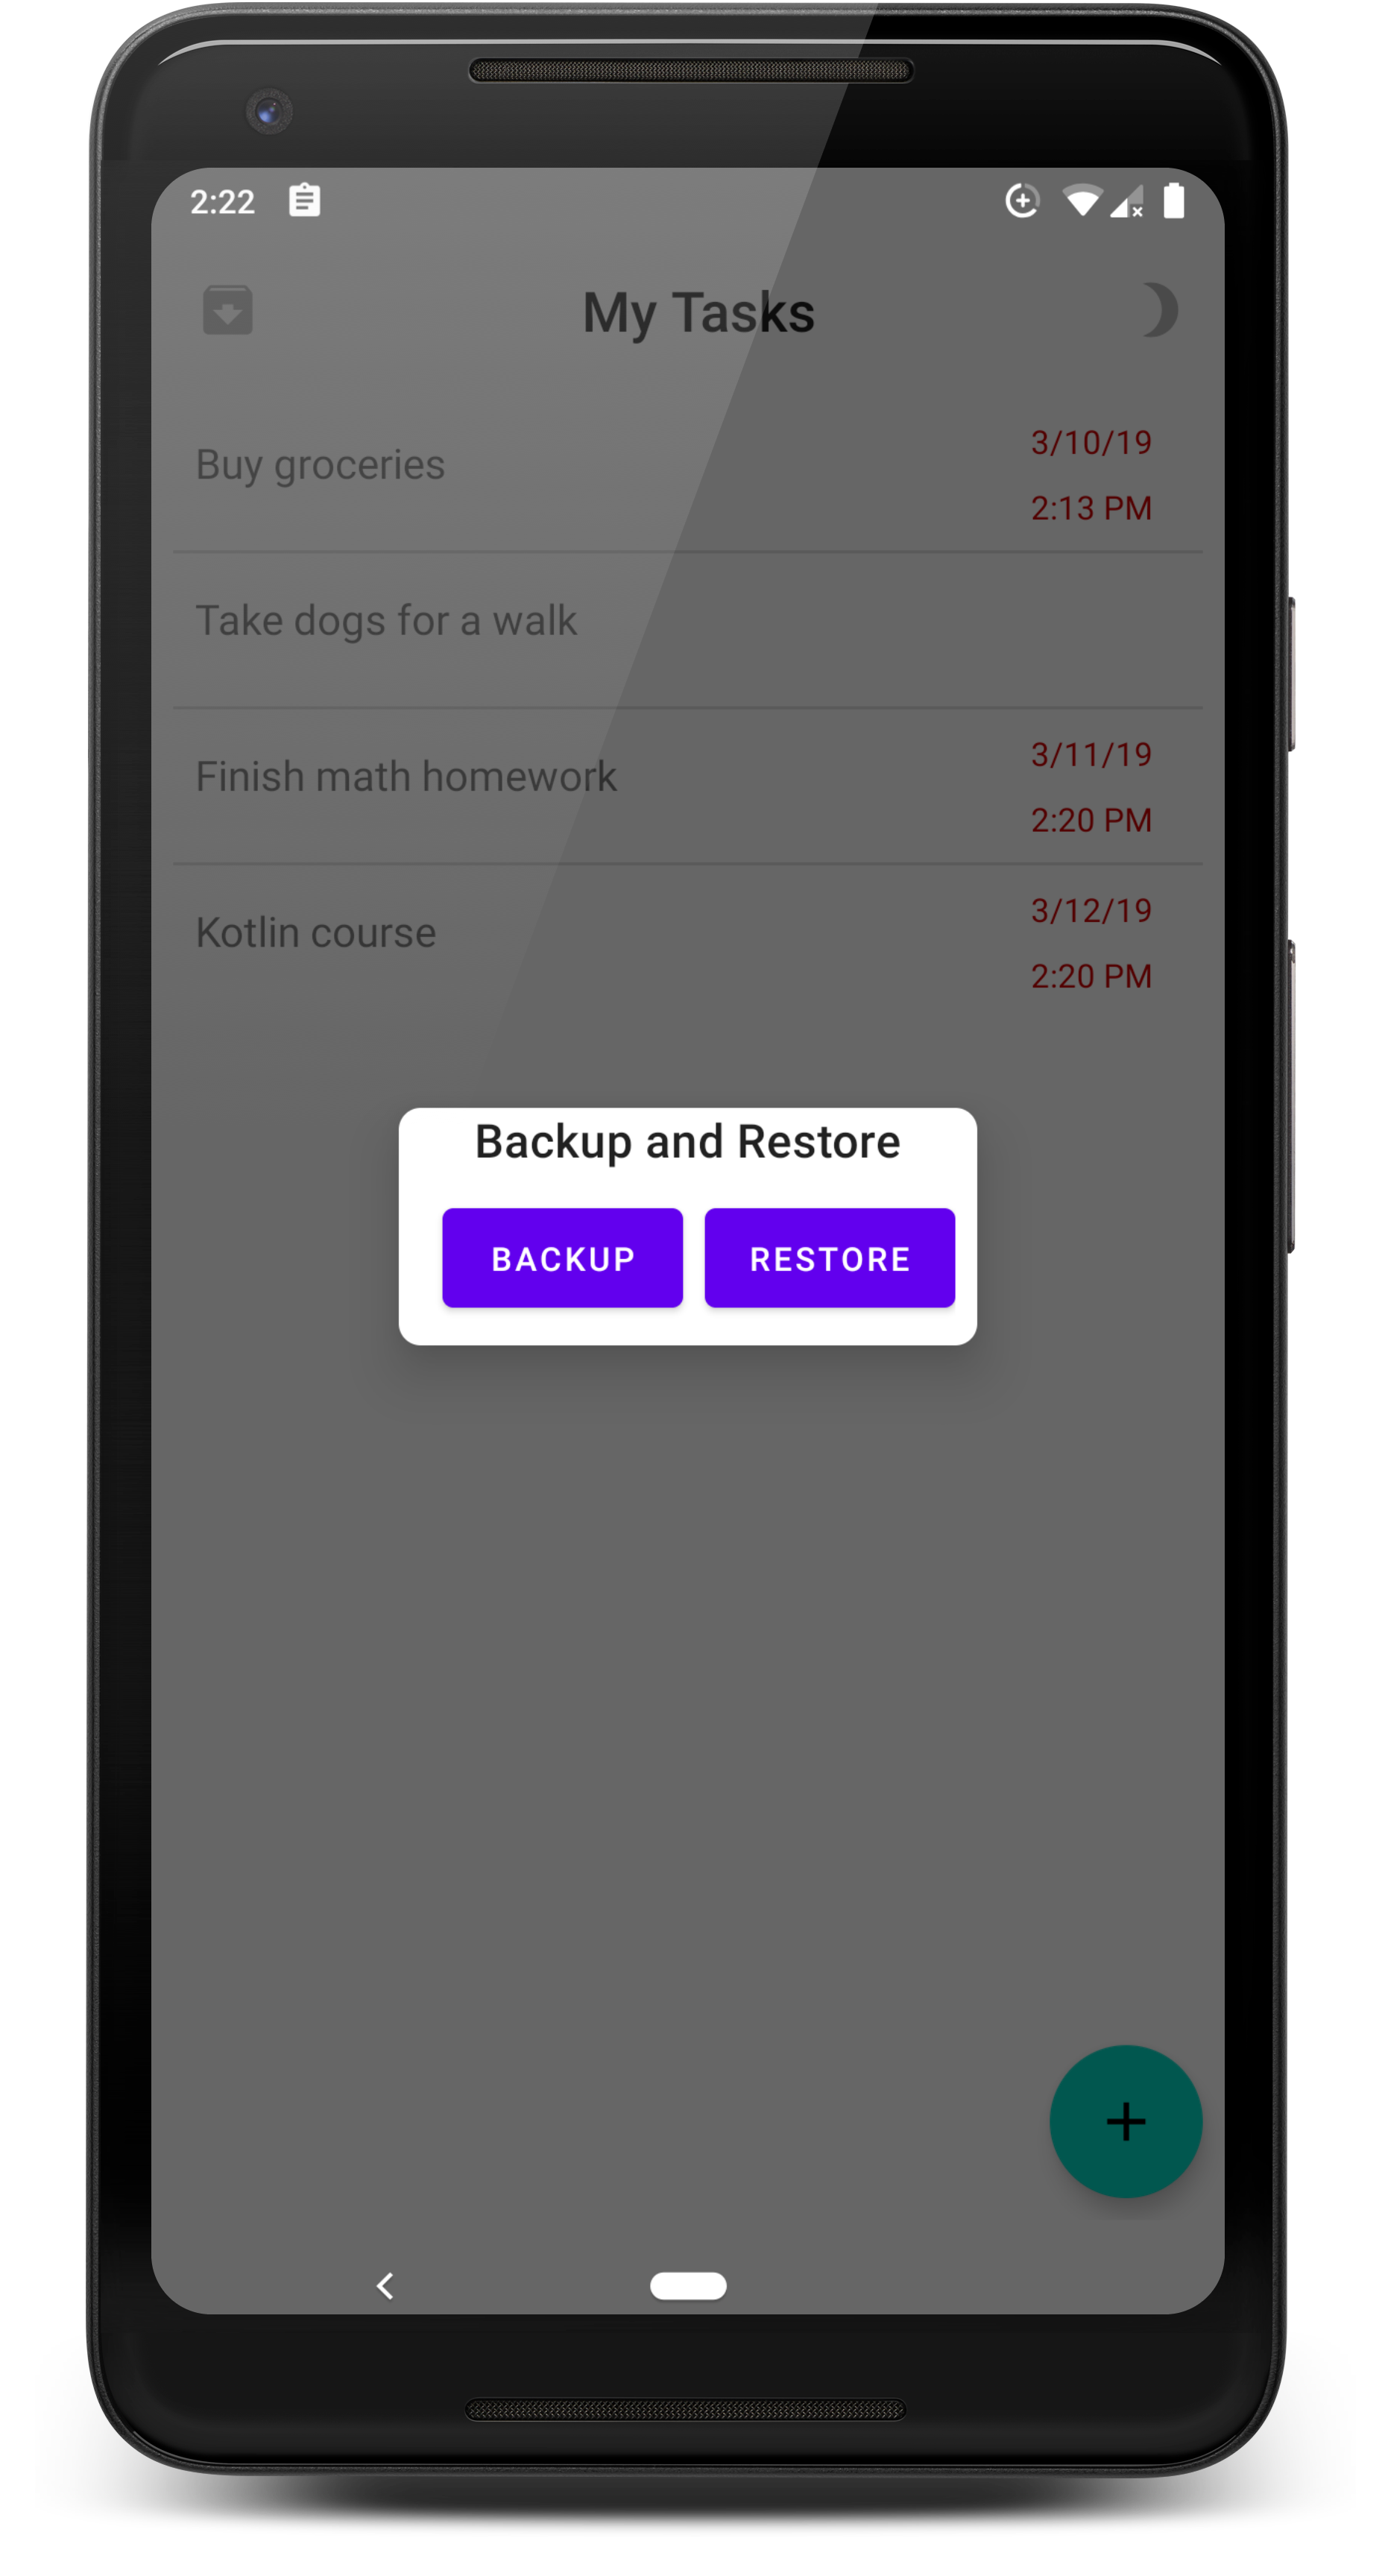 2:22
My Tasks
Buy groceries
3/10/19
2:13 PM
Take dogs for a walk
Finish math homework
3/11/19
2:20 PM
Kotlin course
3/12/19
2:20 PM
Backup and Restore
BACKUP
RESTORE